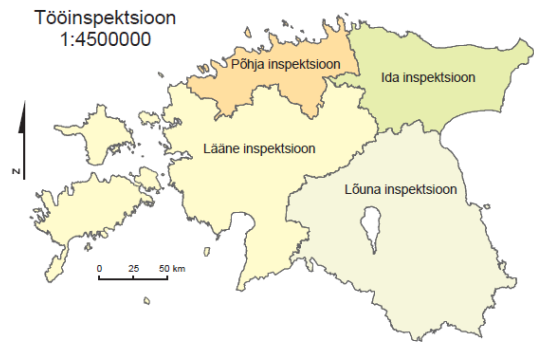 Tööinspektsioon
1:4500000
Põhja inspektsioon
Ida inspektsioon
Lääne inspektsioon
Lõuna inspektsioon
N
0 25 50 km